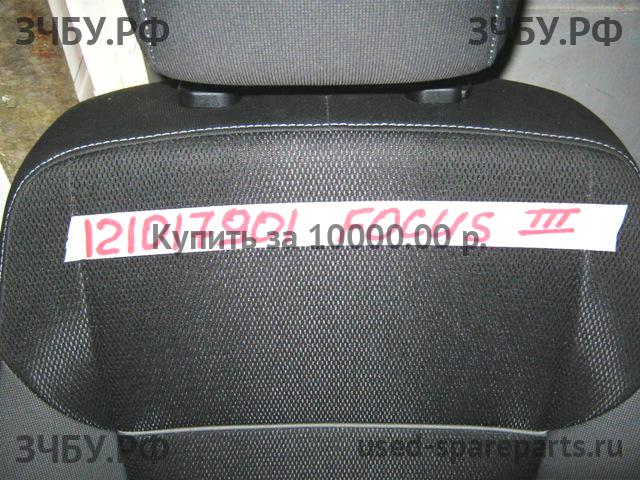 ЗЧБУ.РФ ЗЧБУ.РФ
121017901 FOCUS III
Купить за 10000.00 р.
ЗЧБУ.РФ used-spareparts.ru